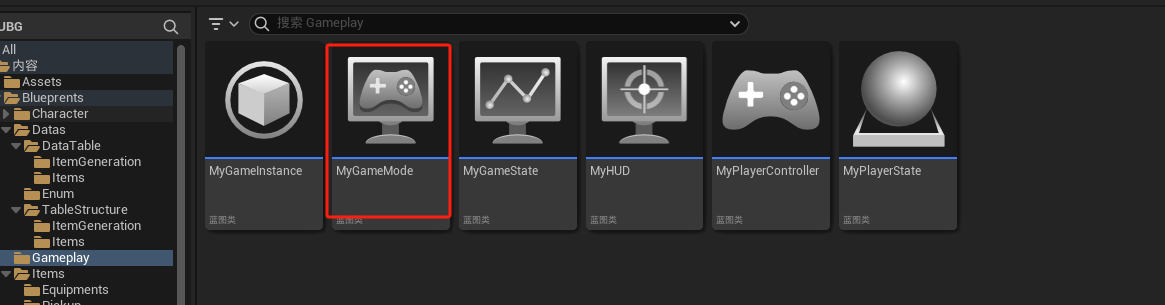 UBG
搜索 Gameplay
All
内容
Assets
Blueprents
Character
Datas
DataTable
ItemGeneration
Items
Enum
TableStructure
ItemGeneration
Items
Gameplay
Items
Equipments
Pickup
MyGameInstance
蓝图类
MyGameMode
蓝图类
MyGameState
蓝图类
MyHUD
蓝图类
MyPlayerController
蓝图类
MyPlayerState
蓝图类